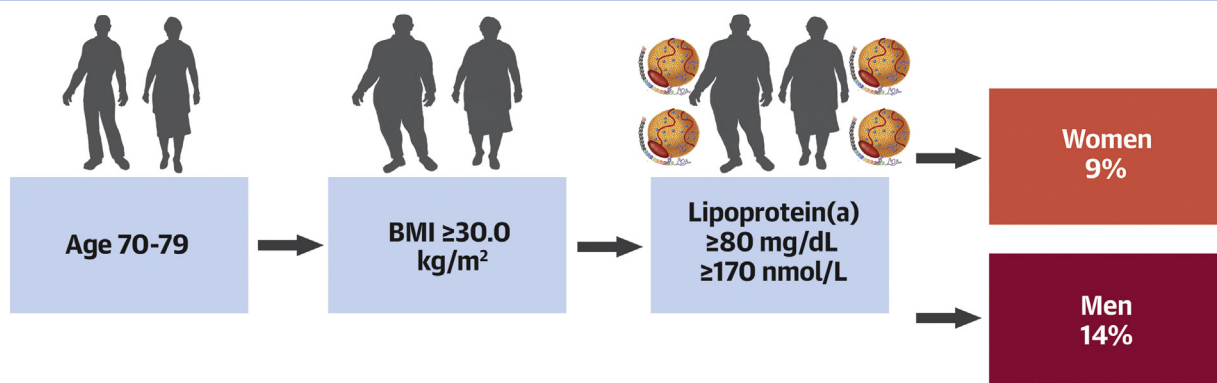 Age 70-79
BMI ≥30.0
kg/m²
Lipoprotein(a)
≥80 mg/dL
≥170 nmol/L
Women
9%
Men
14%